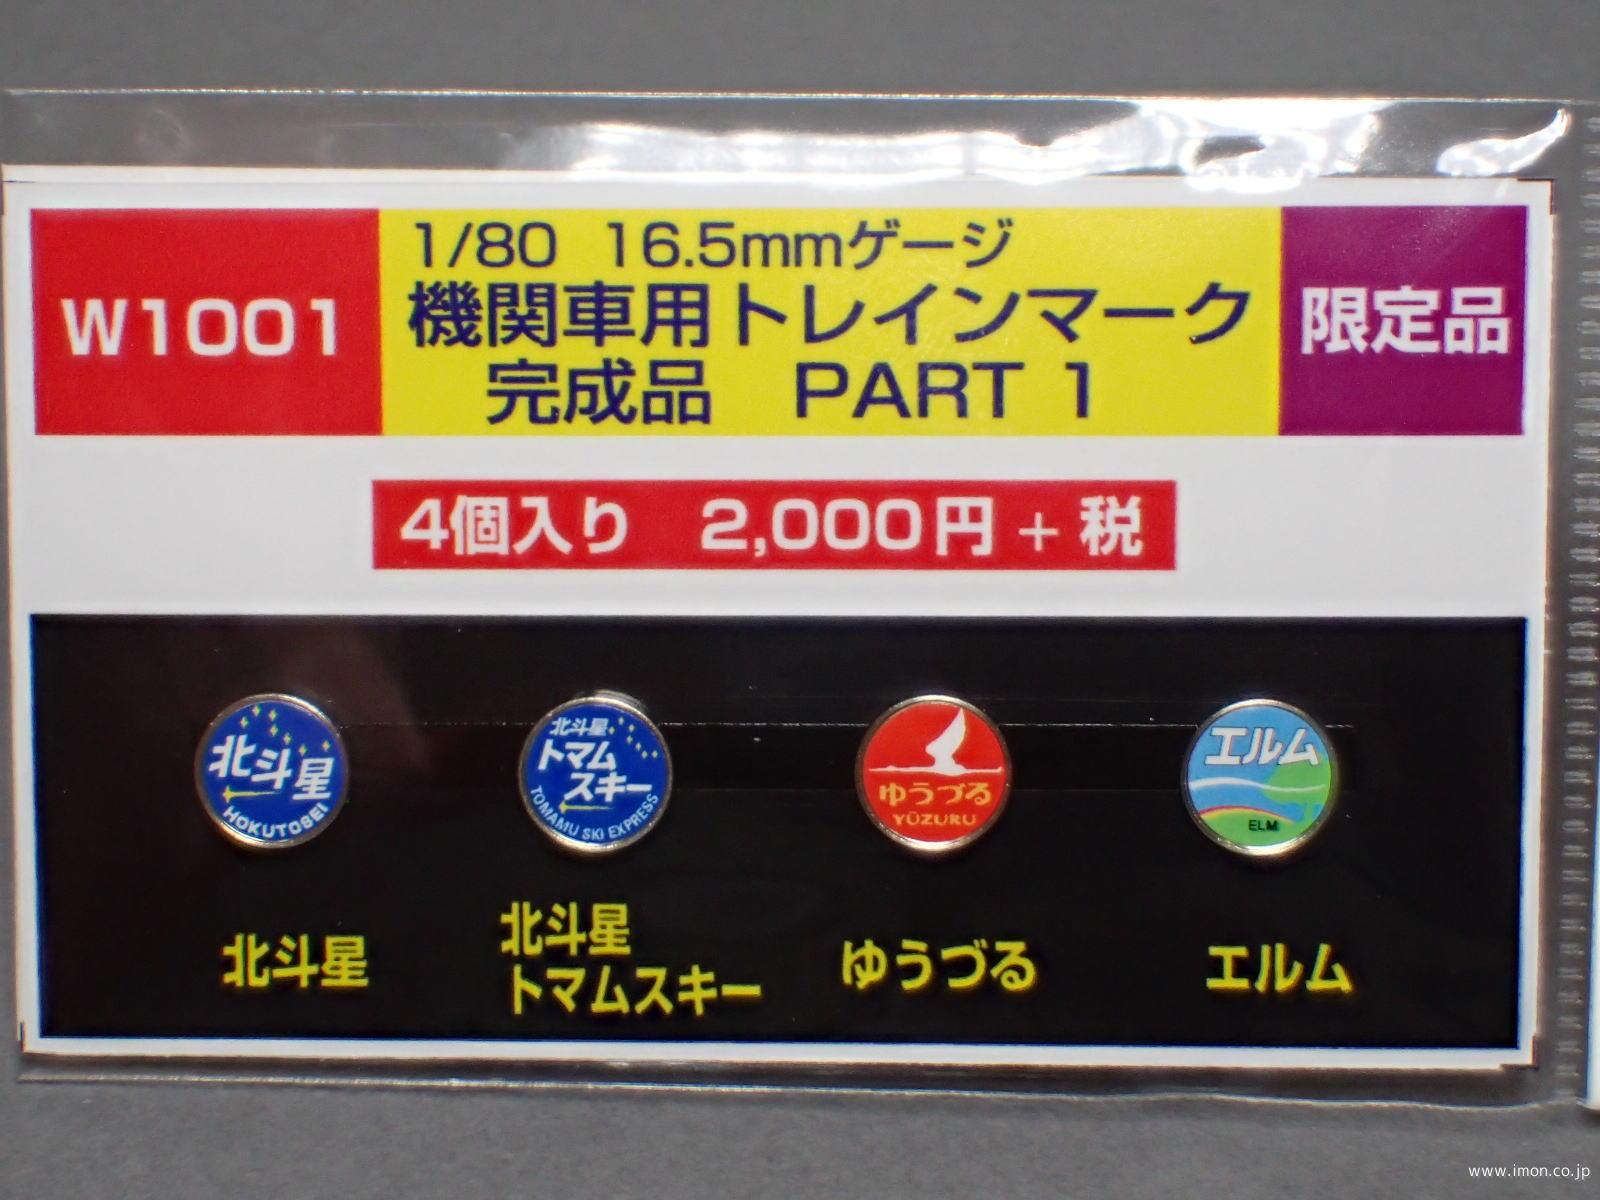 W1001
1/80 16.5mmゲージ
機関車用トレインマーク
完成品 PART 1
限定品
4個入り 2,000円 + 税
北斗星
HOKUTOSEI
北斗星
トマム
スキー
TOMAMU SKI EXPRESS
ゆうづる
YŪZURU
エルム
ELM
北斗星
北斗星
トマムスキー
ゆうづる
エルム
www.imon.co.jp